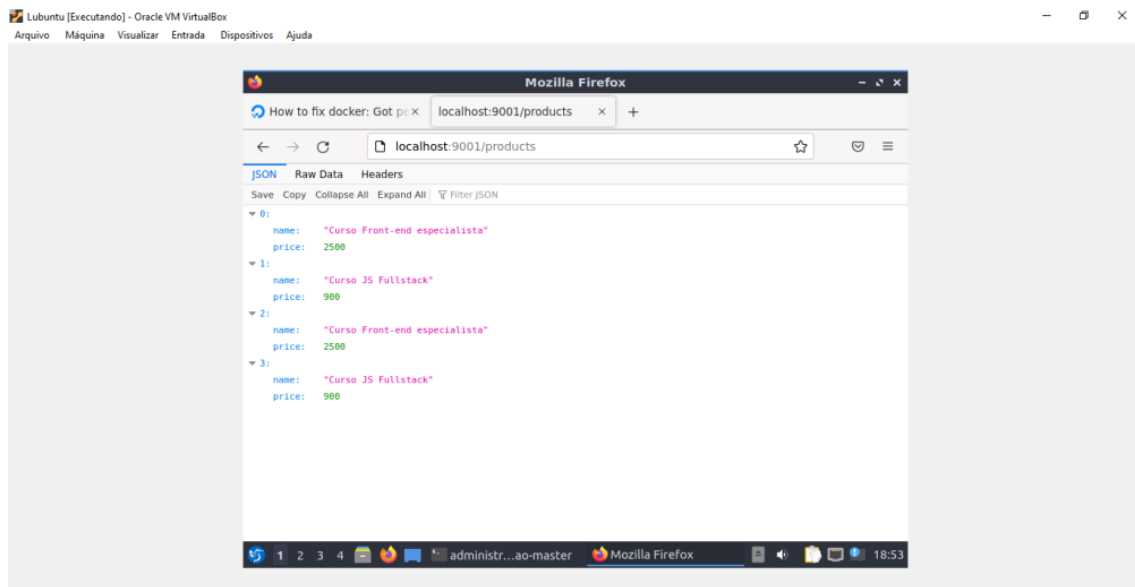 Lubuntu [Executando] - Oracle VM VirtualBox
Arquivo Máquina Visualizar Entrada Dispositivos Ajuda
Mozilla Firefox
How to fix docker: Got pe localhost:9001/products
localhost:9001/products
JSON Raw Data Headers
Save Copy Collapse All Expand All Filter JSON
0:
name: "Curso Front-end especialista"
price: 2500
1:
name: "Curso JS Fullstack"
price: 900
2:
name: "Curso Front-end especialista"
price: 2500
3:
name: "Curso JS Fullstack"
price: 900
1 2 3 4 administr...ao-master Mozilla Firefox 18:53